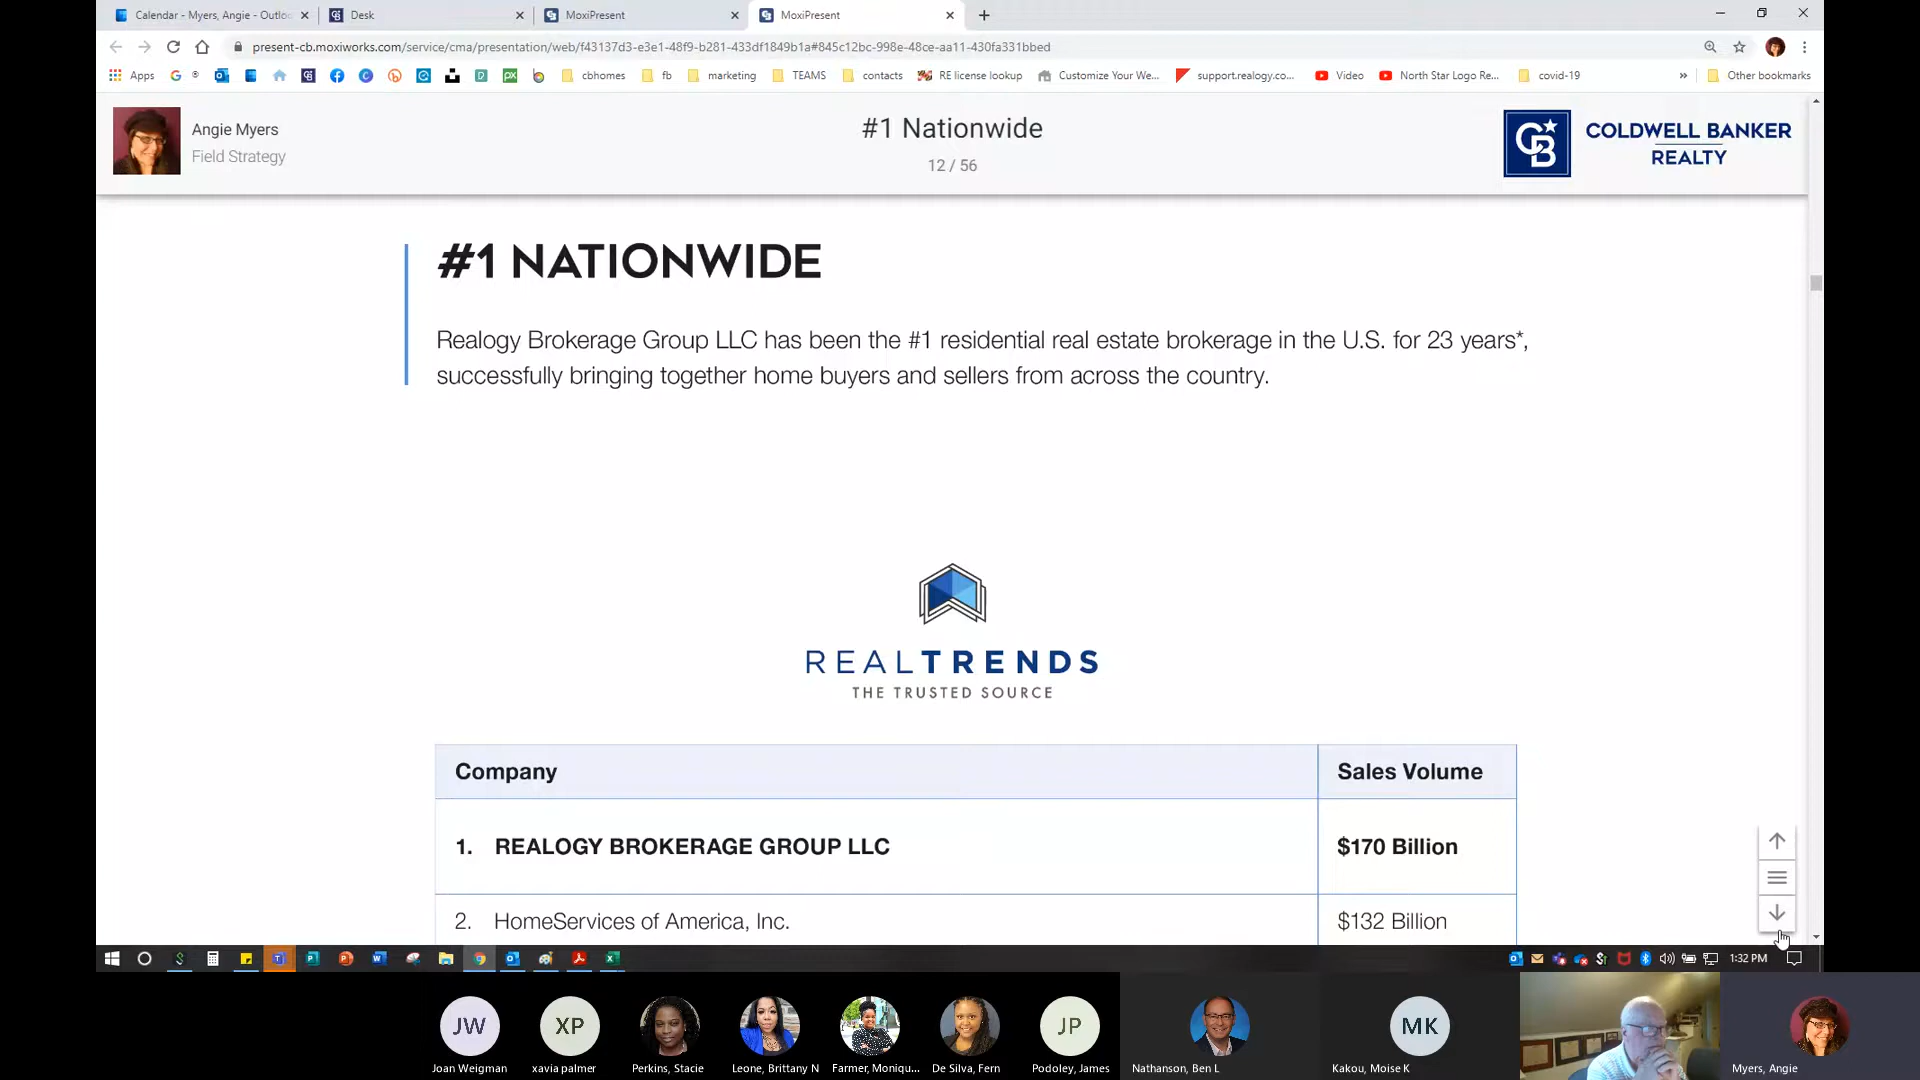 Calendar - Myers, Angie - Outlo
Desk
MoxiPresent
MoxiPresent
present-cb.moxiworks.com/service/cma/presentation/web/f43137d3-e3e1-48f9-b281-433df1849b1a#845c12bc-998e-48ce-aa11-430fa331bbed
Apps
cbhomes
fb
marketing
TEAMS
contacts
RE license lookup
Customize Your We...
support.realogy.co...
Video
North Star Logo Re...
covid-19
»
Other bookmarks
Angie Myers
Field Strategy
#1 Nationwide
12 / 56
COLDWELL BANKER
REALTY
#1 NATIONWIDE
Realogy Brokerage Group LLC has been the #1 residential real estate brokerage in the U.S. for 23 years*,
successfully bringing together home buyers and sellers from across the country.
REALTRENDS
THE TRUSTED SOURCE
Company Sales Volume
1. REALOGY BROKERAGE GROUP LLC $170 Billion
2. HomeServices of America, Inc. $132 Billion
1:32 PM
JW
XP
JP
MK
Joan Weigman
xavia palmer
Perkins, Stacie
Leone, Brittany N
Farmer, Moniqu...
De Silva, Fern
Podoley, James
Nathanson, Ben L
Kakou, Moise K
Myers, Angie